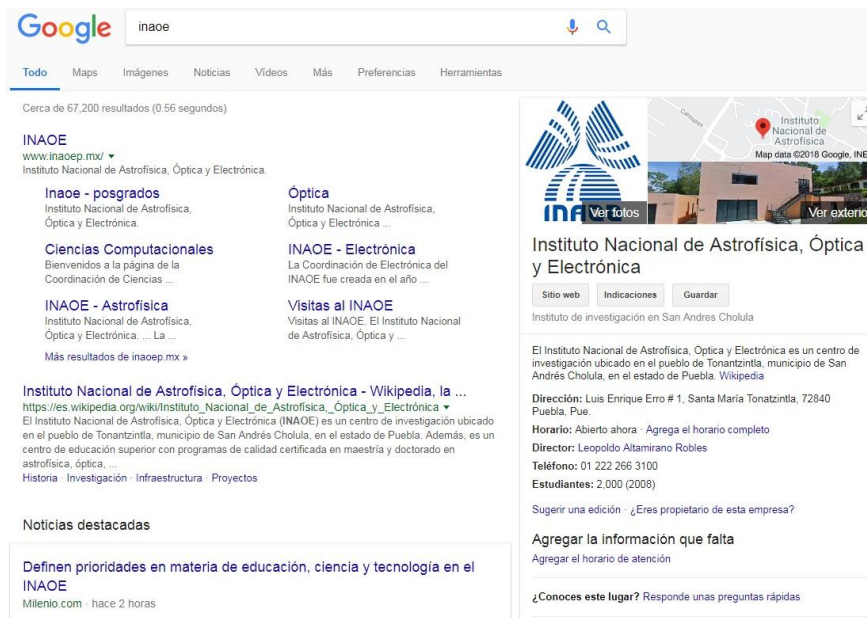 Google
inaoe
Todo Maps Imágenes Noticias Vídeos Más Preferencias Herramientas
Cerca de 67,200 resultados (0.56 segundos)
INAOE
www.inaoep.mx/
Instituto Nacional de Astrofísica, Óptica y Electrónica.
Inaoe - posgrados
Instituto Nacional de Astrofísica,
Óptica y Electrónica.
Óptica
Instituto Nacional de Astrofísica,
Óptica y Electrónica ...
Ciencias Computacionales
Bienvenidos a la página de la
Coordinación de Ciencias ...
INAOE - Electrónica
La Coordinación de Electrónica del
INAOE fue creada en el año ...
INAOE - Astrofísica
Instituto Nacional de Astrofísica,
Óptica y Electrónica. ... La ...
Visitas al INAOE
Visitas al INAOE. El Instituto Nacional
de Astrofísica, Óptica y ...
Más resultados de inaoep.mx »
Instituto Nacional de Astrofísica, Óptica y Electrónica - Wikipedia, la ...
https://es.wikipedia.org/wiki/Instituto_Nacional_de_Astrofísica,_Óptica_y_Electrónica
El Instituto Nacional de Astrofísica, Óptica y Electrónica (INAOE) es un centro de investigación ubicado
en el pueblo de Tonantzintla, municipio de San Andrés Cholula, en el estado de Puebla. Además, es un
centro de educación superior con programas de calidad certificada en maestría y doctorado en
astrofísica, óptica, ...
Historia · Investigación · Infraestructura · Proyectos
Noticias destacadas
Definen prioridades en materia de educación, ciencia y tecnología en el
INAOE
Milenio.com · hace 2 horas
Camaxtli
Instituto
Nacional de
Astrofísica
Map data ©2018 Google, INE
Ver fotos
Ver exterio
Instituto Nacional de Astrofísica, Óptica
y Electrónica
Sitio web Indicaciones Guardar
Instituto de investigación en San Andres Cholula
El Instituto Nacional de Astrofísica, Óptica y Electrónica es un centro de
investigación ubicado en el pueblo de Tonantzintla, municipio de San
Andrés Cholula, en el estado de Puebla. Wikipedia
Dirección: Luis Enrique Erro # 1, Santa María Tonatzintla, 72840
Puebla, Pue.
Horario: Abierto ahora · Agrega el horario completo
Director: Leopoldo Altamirano Robles
Teléfono: 01 222 266 3100
Estudiantes: 2,000 (2008)
Sugerir una edición · ¿Eres propietario de esta empresa?
Agregar la información que falta
Agregar el horario de atención
¿Conoces este lugar? Responde unas preguntas rápidas